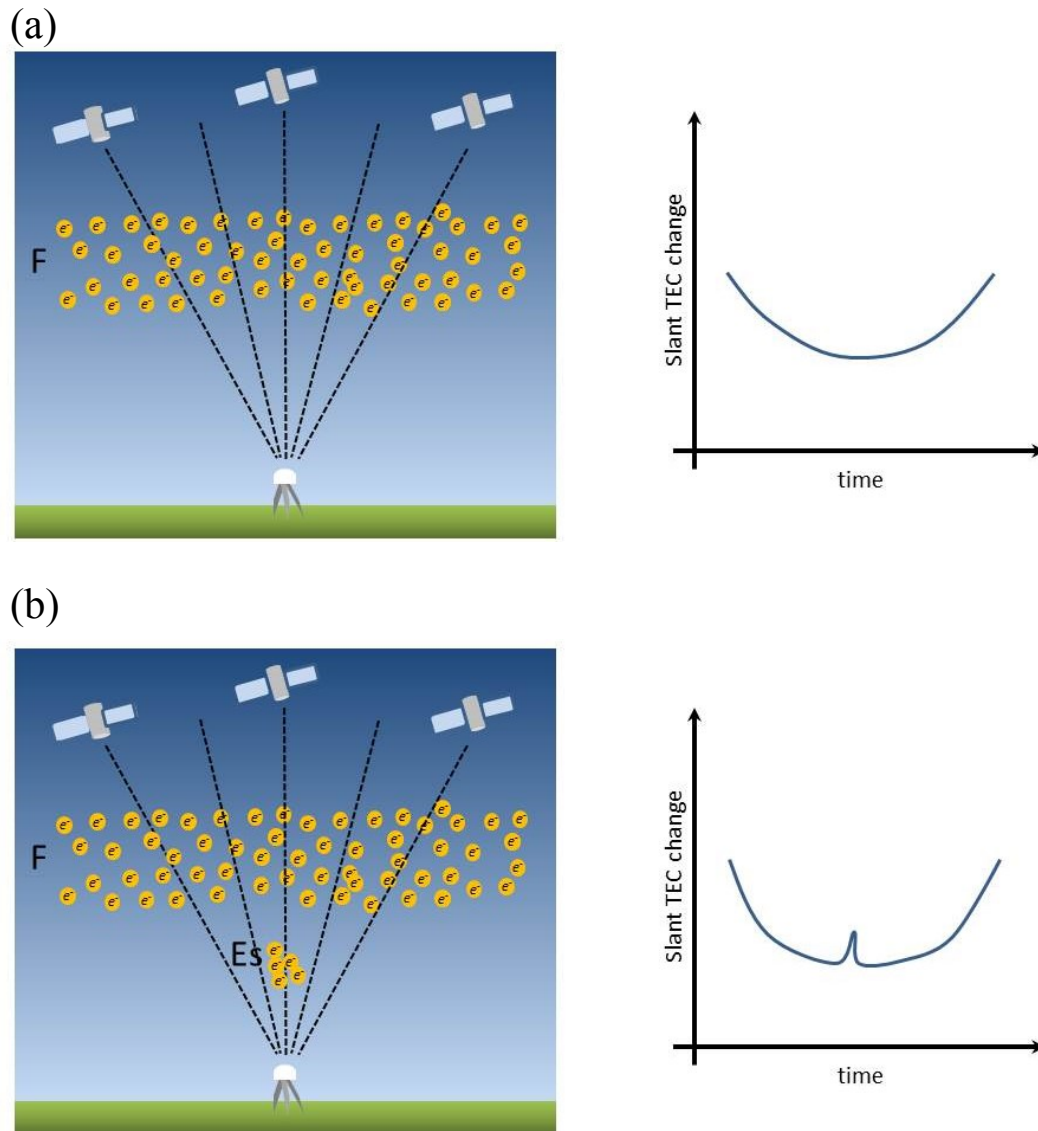 (a)
F
e- e- e- e- e- e- e- e- e- e- e- e- e- e- e- e-
Slant TEC change
time
(b)
F
Es
e- e- e- e- e- e-
Slant TEC change
time